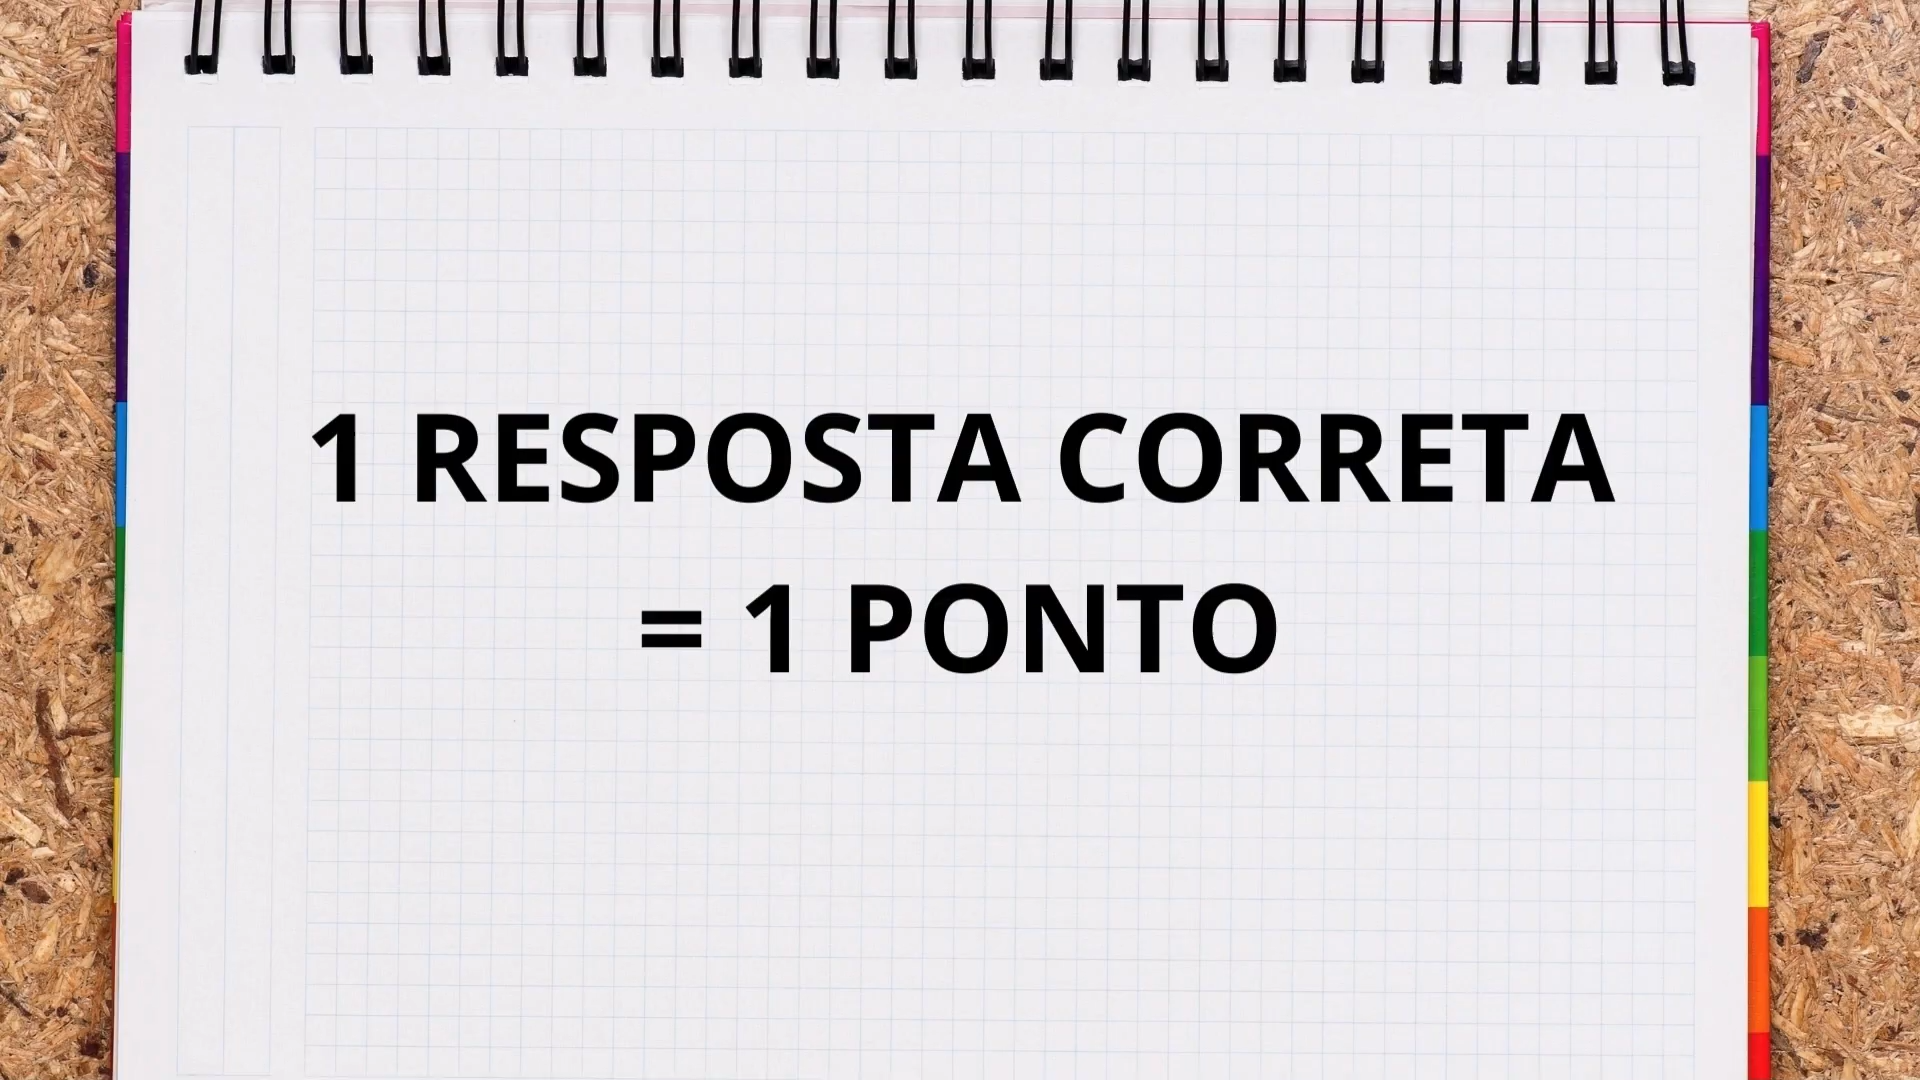 1 RESPOSTA CORRETA
= 1 PONTO